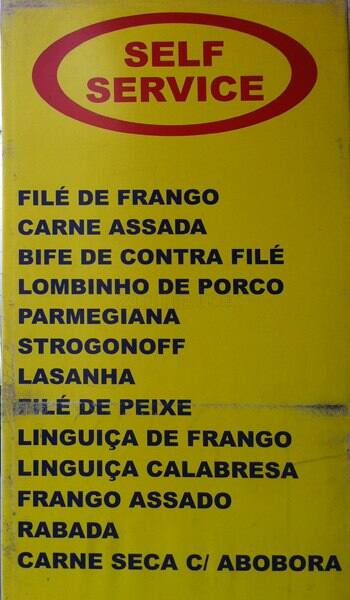 SELF
SERVICE
FILÉ DE FRANGO
CARNE ASSADA
BIFE DE CONTRA FILÉ
LOMBINHO DE PORCO
PARMEGIANA
STROGONOFF
LASANHA
FILÉ DE PEIXE
LINGUIÇA DE FRANGO
LINGUIÇA CALABRESA
FRANGO ASSADO
RABADA
CARNE SECA C/ ABOBORA